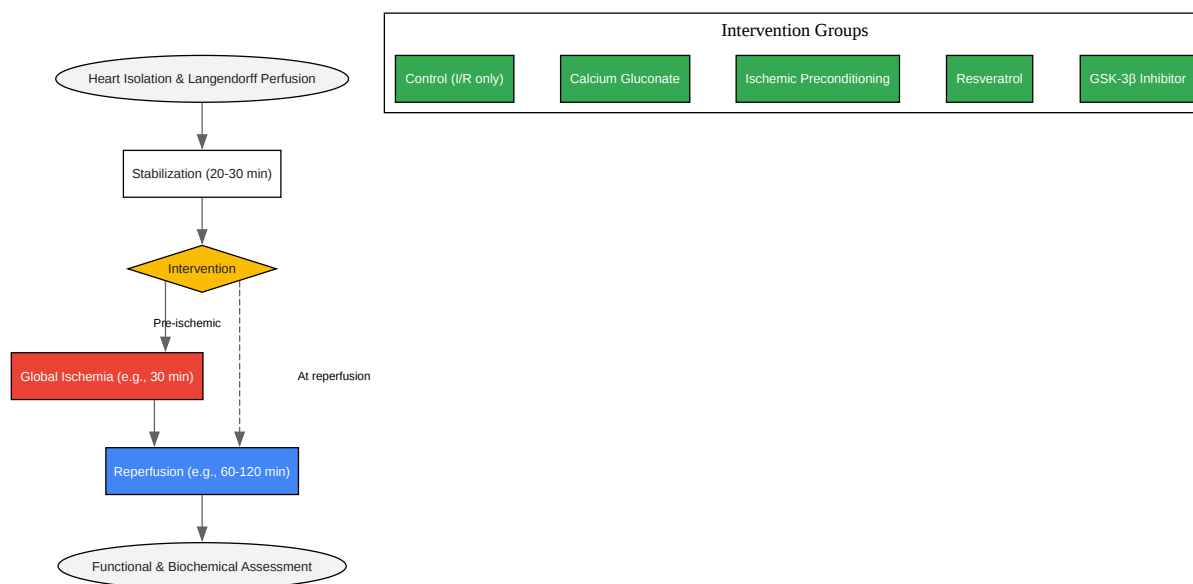 Intervention Groups
Control (I/R only)
Calcium Gluconate
Ischemic Preconditioning
Resveratrol
GSK-3β Inhibitor
Heart Isolation & Langendorff Perfusion
Stabilization (20-30 min)
Intervention
Pre-ischemic
Global Ischemia (e.g., 30 min)
At reperfusion
Reperfusion (e.g., 60-120 min)
Functional & Biochemical Assessment